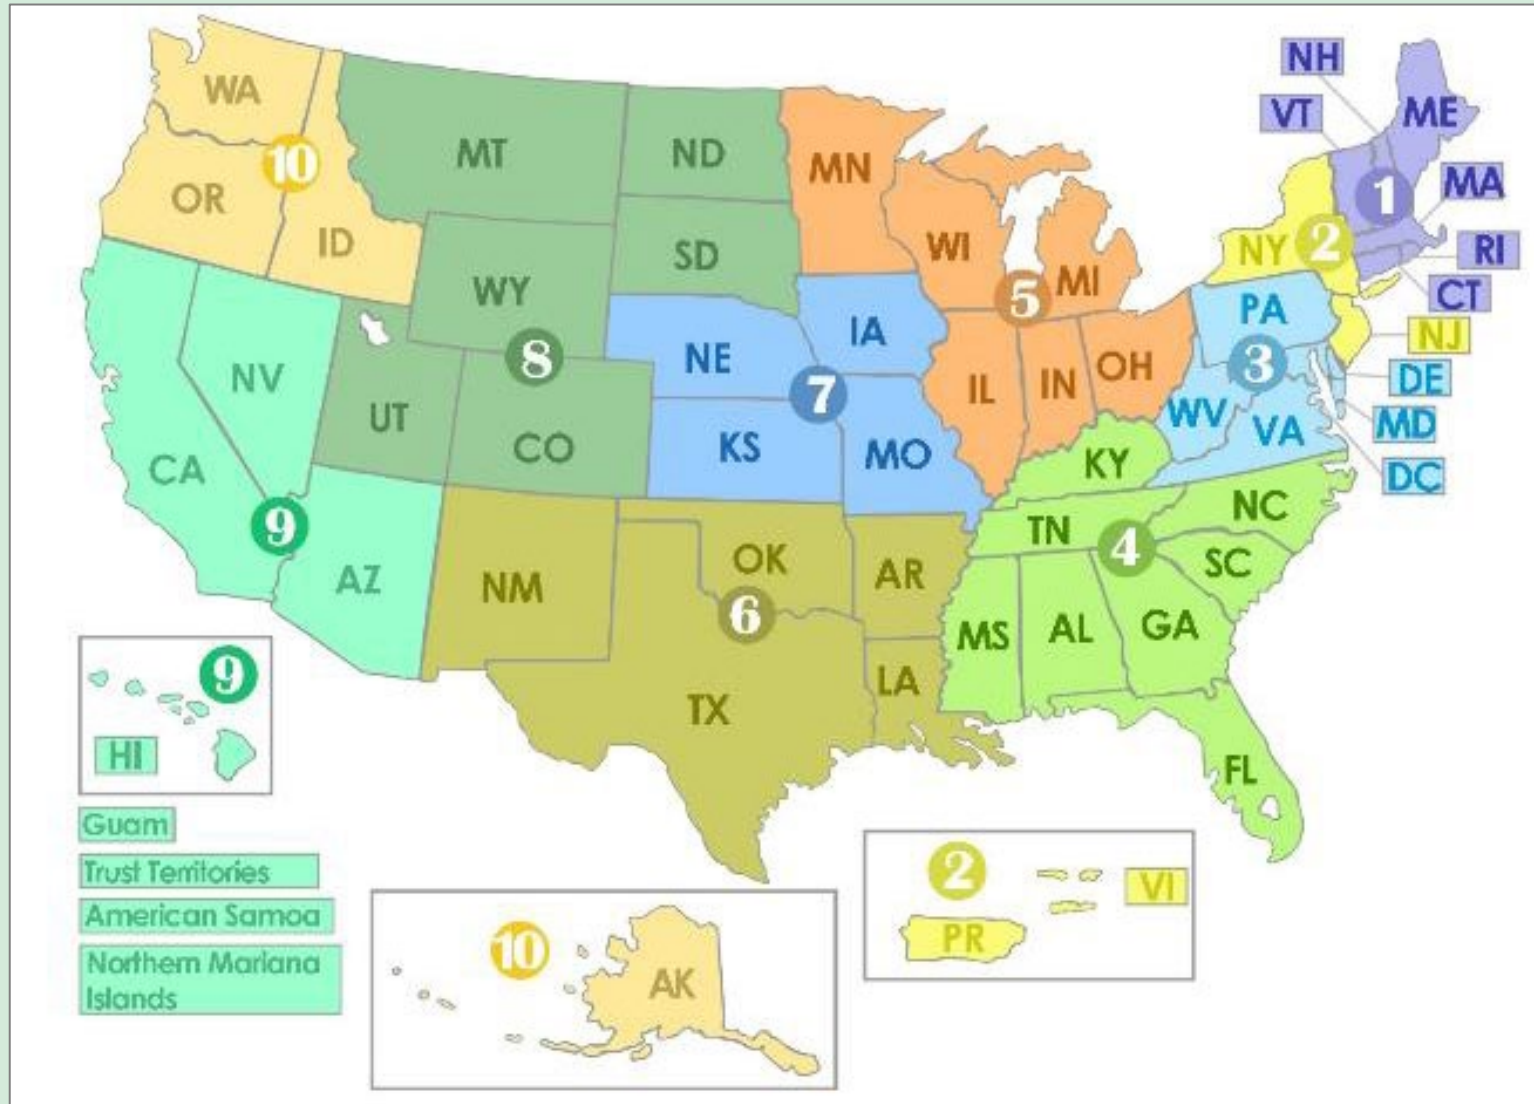 NH
WA
ME
VT
MT
ND
10
MN
MA
OR
1
ID
WI
NY
2
SD
RI
MI
WY
5
CT
PA
IA
NJ
8
NE
3
OH
NV
DE
IL
IN
7
UT
WV
MD
VA
CO
KS
MO
KY
CA
DC
NC
9
TN
4
OK
SC
AZ
NM
AR
6
MS
AL
GA
9
LA
TX
HI
FL
Guam
2
Trust Territories
VI
American Samoa
PR
10
Northern Mariana
Islands
AK